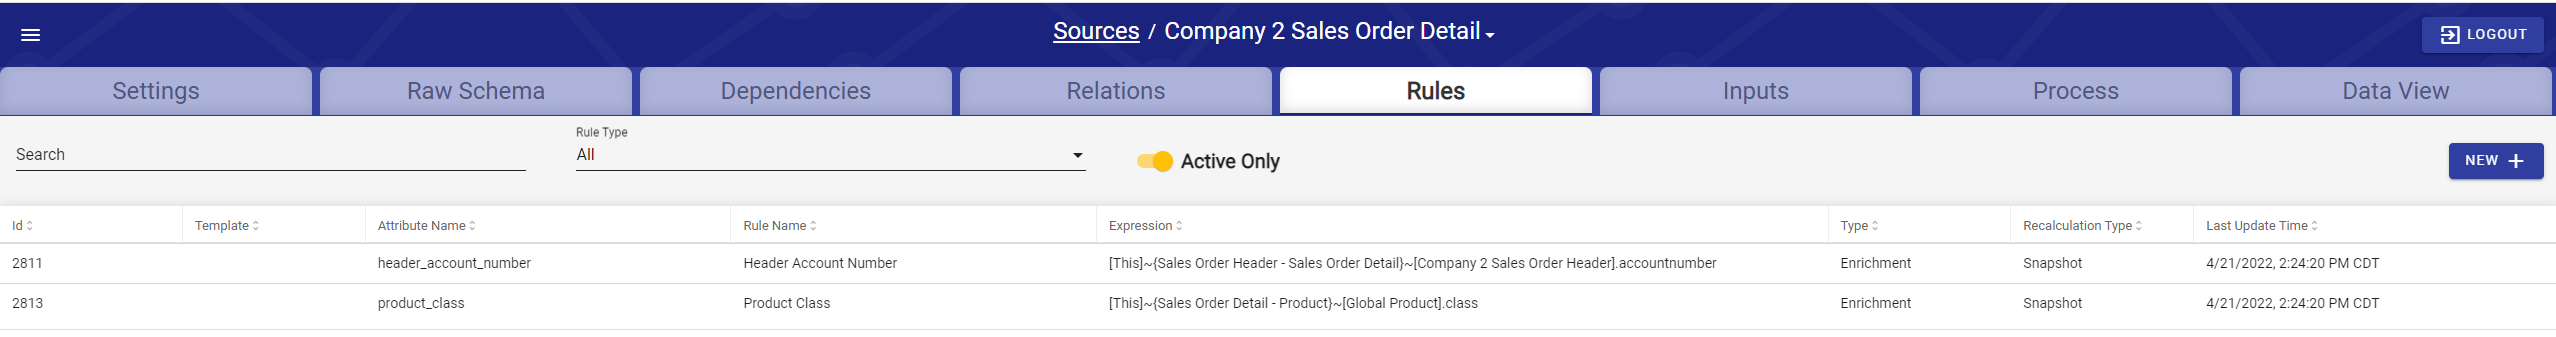 Sources / Company 2 Sales Order Detail
LOGOUT
Settings Raw Schema Dependencies Relations Rules Inputs Process Data View
Rule Type
Search All Active Only NEW
Id Template Attribute Name Rule Name Expression Type Recalculation Type Last Update Time
2811 header_account_number Header Account Number [This]~{Sales Order Header - Sales Order Detail}~[Company 2 Sales Order Header].accountnumber Enrichment Snapshot 4/21/2022, 2:24:20 PM CDT
2813 product_class Product Class [This]~{Sales Order Detail - Product}~[Global Product].class Enrichment Snapshot 4/21/2022, 2:24:20 PM CDT